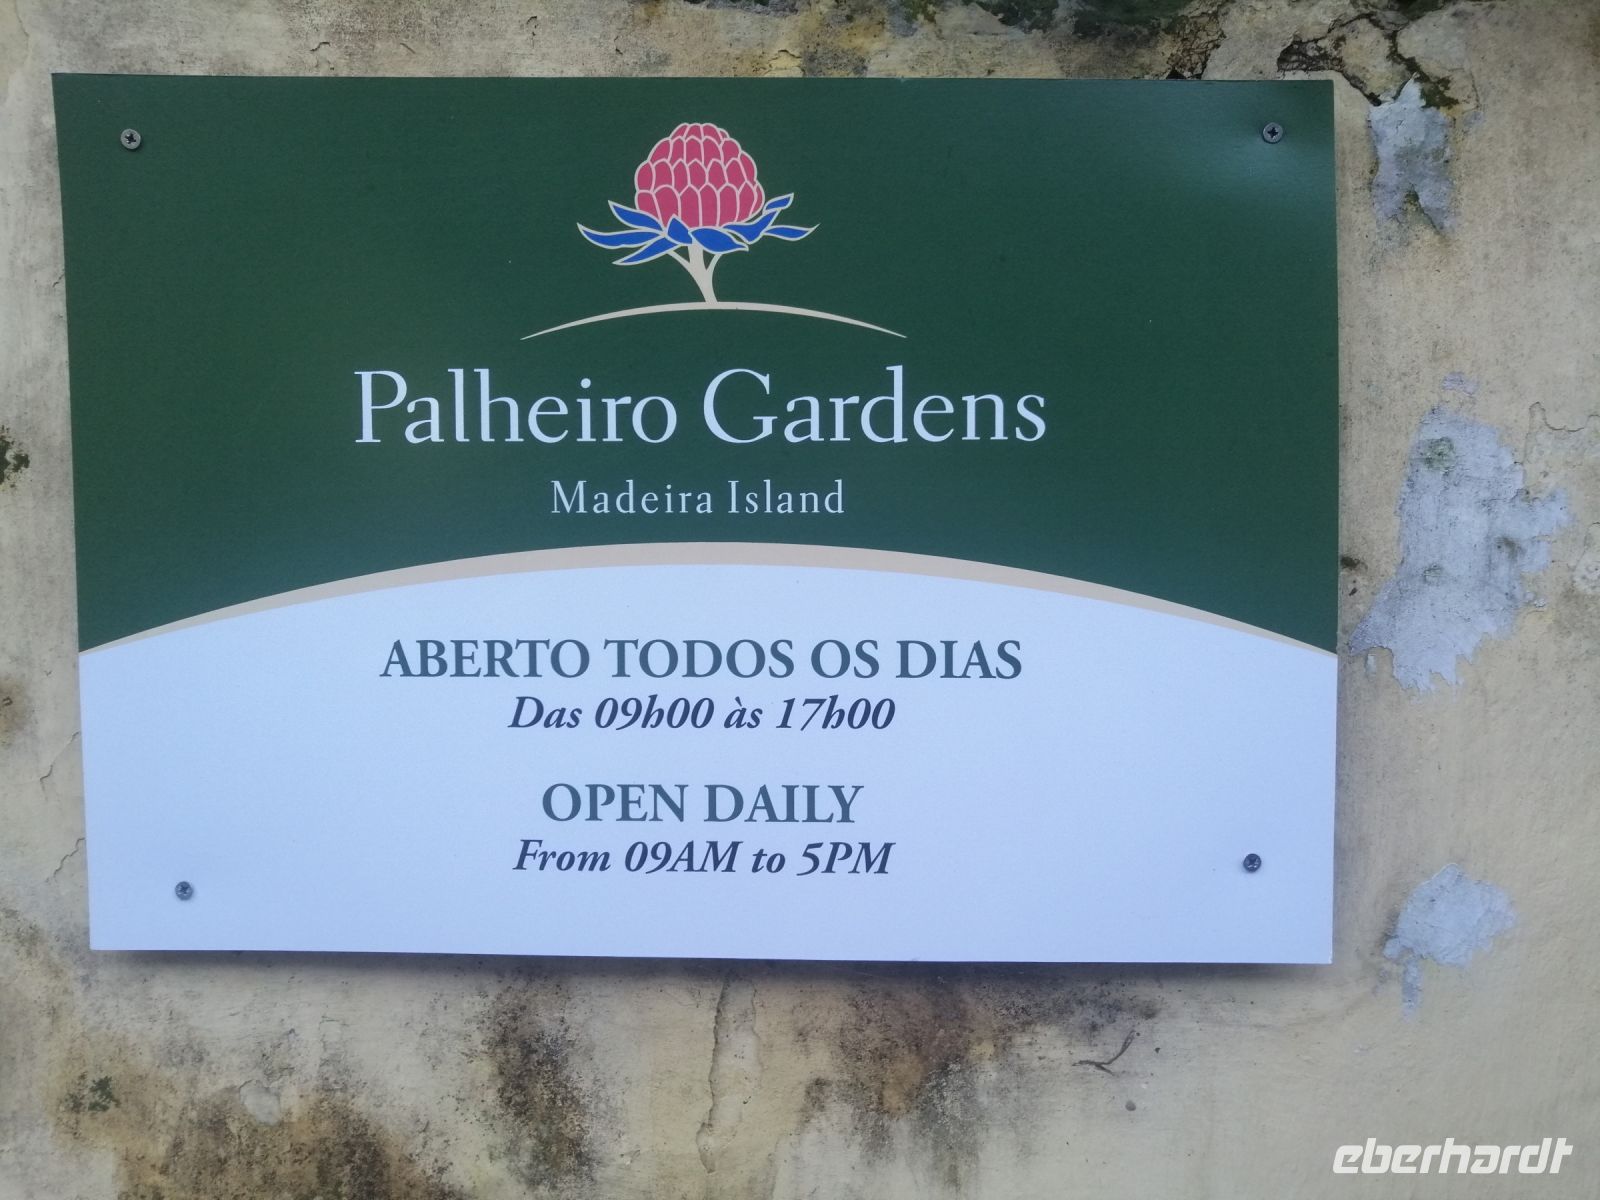 Palheiro Gardens
Madeira Island
ABERTO TODOS OS DIAS
Das 09h00 às 17h00
OPEN DAILY
From 09AM to 5PM
eberhardt